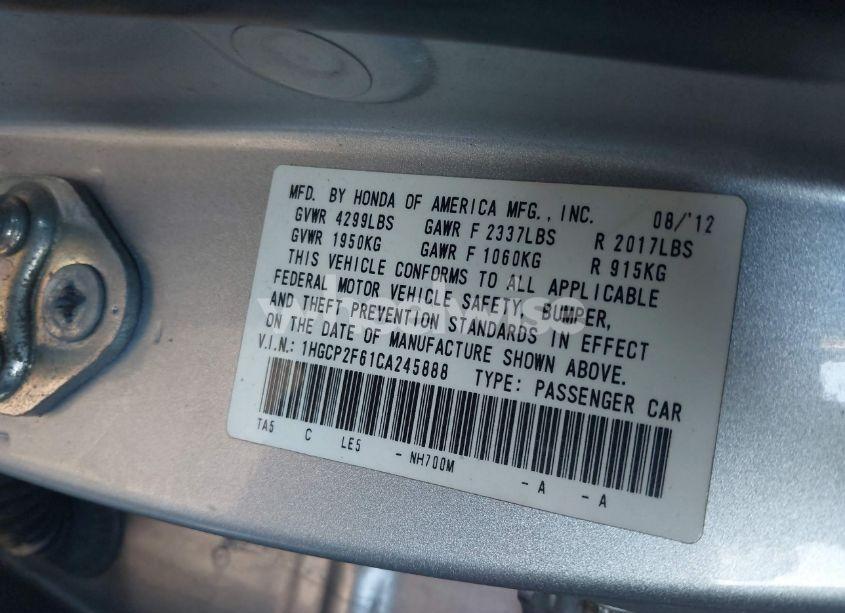 MFD. BY HONDA OF AMERICA MFG., INC. 08/'12
GVWR 4299LBS GAWR F 2337LBS R 2017LBS
GVWR 1950KG GAWR F 1060KG R 915KG
THIS VEHICLE CONFORMS TO ALL APPLICABLE
FEDERAL MOTOR VEHICLE SAFETY, BUMPER,
AND THEFT PREVENTION STANDARDS IN EFFECT
ON THE DATE OF MANUFACTURE SHOWN ABOVE.
V.I.N.: 1HGCP2F61CA245888 TYPE: PASSENGER CAR
TA5 C LE5 - NH700M - A - A
wheelwise